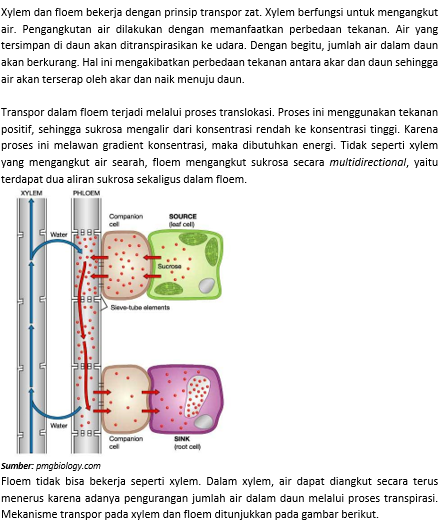 Xylem dan floem bekerja dengan prinsip transpor zat. Xylem berfungsi untuk mengangkut
air. Pengangkutan air dilakukan dengan memanfaatkan perbedaan tekanan. Air yang
tersimpan di daun akan ditranspirasikan ke udara. Dengan begitu, jumlah air dalam daun
akan berkurang. Hal ini mengakibatkan perbedaan tekanan antara akar dan daun sehingga
air akan terserap oleh akar dan naik menuju daun.
Transpor dalam floem terjadi melalui proses translokasi. Proses ini menggunakan tekanan
positif, sehingga sukrosa mengalir dari konsentrasi rendah ke konsentrasi tinggi. Karena
proses ini melawan gradient konsentrasi, maka dibutuhkan energi. Tidak seperti xylem
yang mengangkut air searah, floem mengangkut sukrosa secara multidirectional, yaitu
terdapat dua aliran sukrosa sekaligus dalam floem.
XYLEM
PHLOEM
Companion
cell
SOURCE
(leaf cell)
Water
Sucrose
Sieve-tube elements
Water
Companion
cell
SINK
(root cell)
Sumber: pmgbiology.com
Floem tidak bisa bekerja seperti xylem. Dalam xylem, air dapat diangkut secara terus
menerus karena adanya pengurangan jumlah air dalam daun melalui proses transpirasi.
Mekanisme transpor pada xylem dan floem ditunjukkan pada gambar berikut.